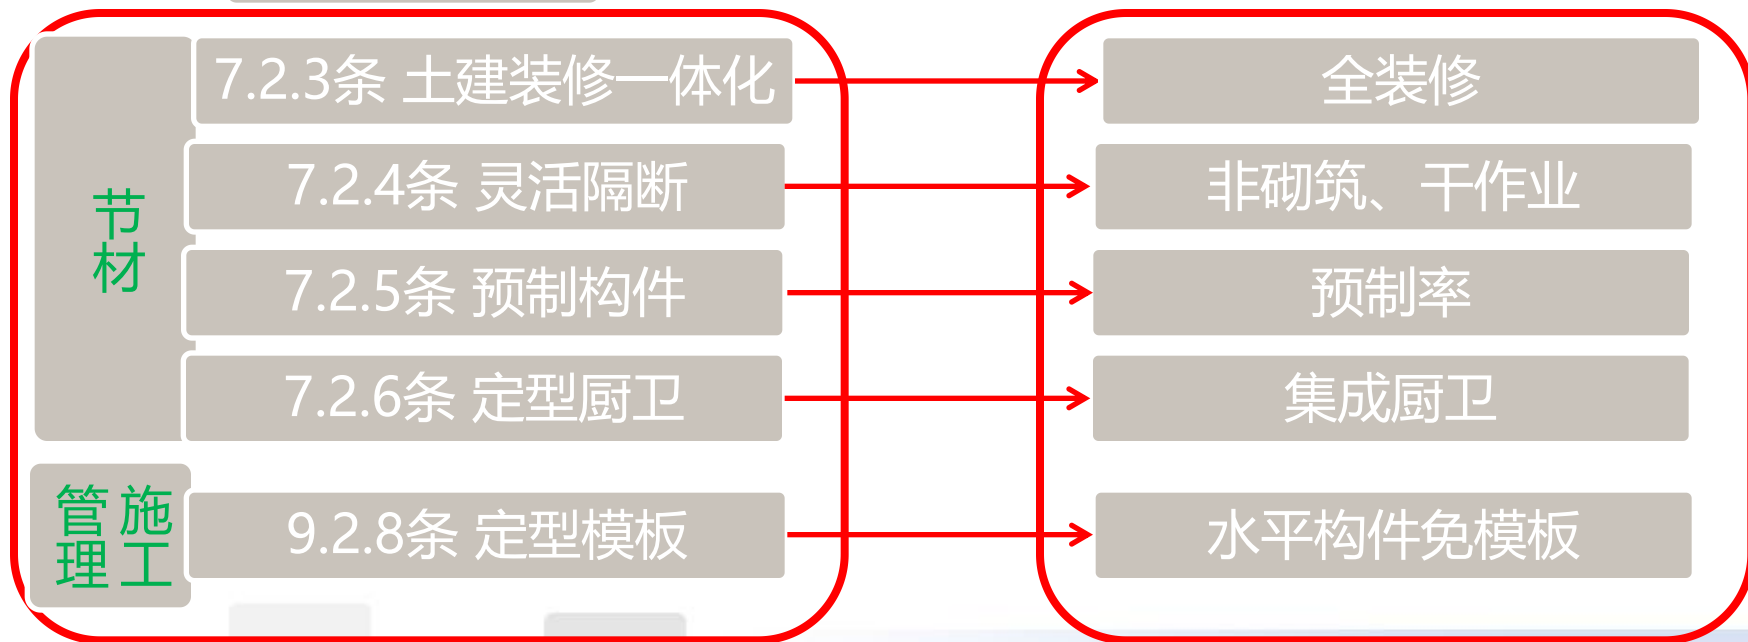 节材
7.2.3条 土建装修一体化
全装修
7.2.4条 灵活隔断
非砌筑、干作业
7.2.5条 预制构件
预制率
7.2.6条 定型厨卫
集成厨卫
施工管理
9.2.8条 定型模板
水平构件免模板